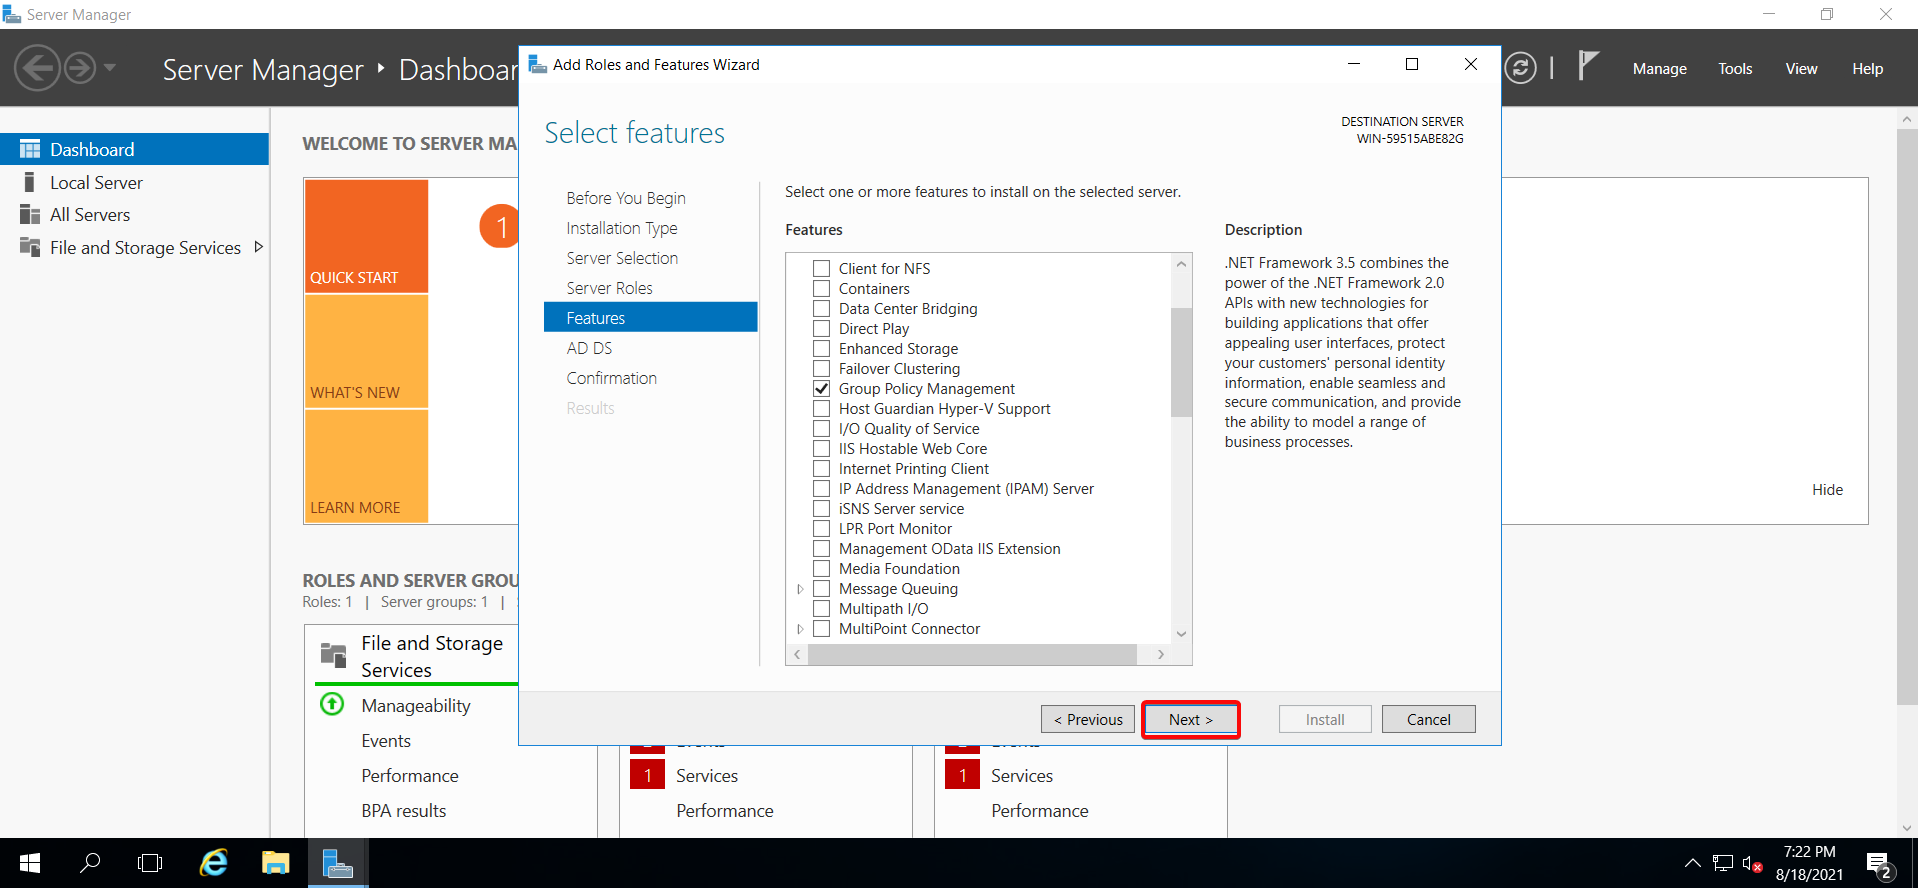 Server Manager
Server Manager ‣ Dashboar
Manage
Tools
View
Help
Dashboard
Local Server
All Servers
File and Storage Services
WELCOME TO SERVER MA
QUICK START
WHAT'S NEW
LEARN MORE
1
Hide
ROLES AND SERVER GROU
Roles: 1 | Server groups: 1 |
File and Storage
Services
Manageability
Events
Performance
BPA results
1 Services
Performance
1 Services
Performance
Add Roles and Features Wizard
Select features
DESTINATION SERVER
WIN-59515ABE82G
Before You Begin
Installation Type
Server Selection
Server Roles
Features
AD DS
Confirmation
Results
Select one or more features to install on the selected server.
Features
Client for NFS
Containers
Data Center Bridging
Direct Play
Enhanced Storage
Failover Clustering
Group Policy Management
Host Guardian Hyper-V Support
I/O Quality of Service
IIS Hostable Web Core
Internet Printing Client
IP Address Management (IPAM) Server
iSNS Server service
LPR Port Monitor
Management OData IIS Extension
Media Foundation
Message Queuing
Multipath I/O
MultiPoint Connector
Description
.NET Framework 3.5 combines the
power of the .NET Framework 2.0
APIs with new technologies for
building applications that offer
appealing user interfaces, protect
your customers' personal identity
information, enable seamless and
secure communication, and provide
the ability to model a range of
business processes.
< Previous
Next >
Install
Cancel
7:22 PM
8/18/2021
2